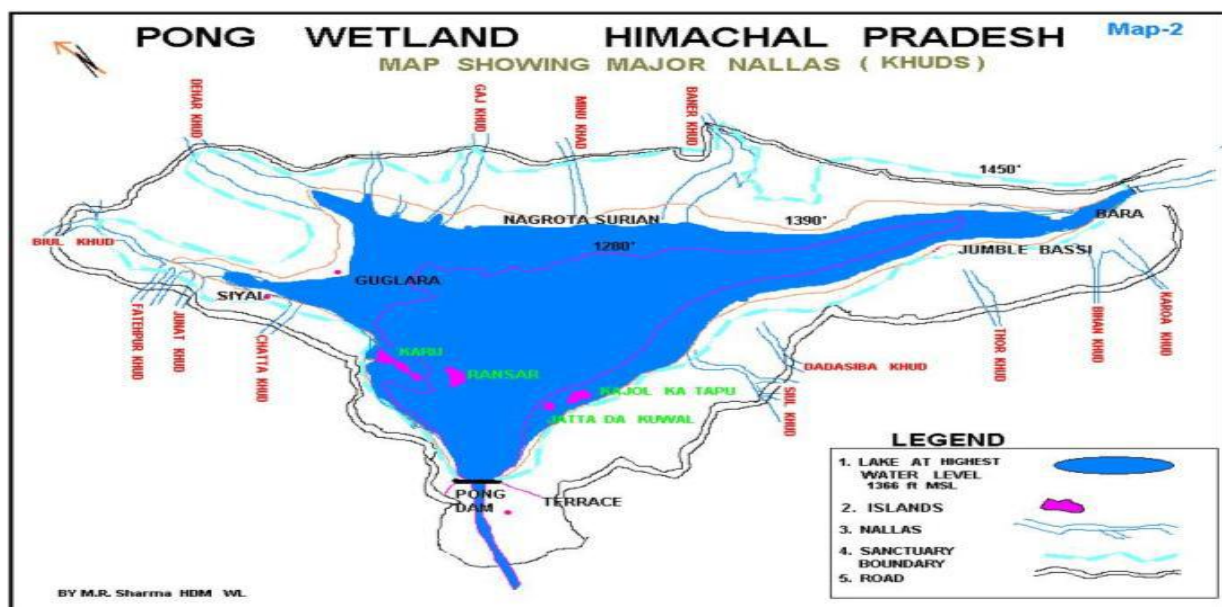 PONG WETLAND HIMACHAL PRADESH
Map-2
MAP SHOWING MAJOR NALLAS ( KHUDS )
DEHAR KHUD
GAJ KHUD
MINU KHAD
BANER KHUD
1450'
NAGROTA SURIAN
1390'
BARA
BIUL KHUD
1280'
JUMBLE BASSI
GUGLARA
SIYAL
FATEHPUR KHUD
JUNAT KHUD
CHATTA KHUD
KARU
RANSAR
THOR KHUD
BHAN KHUD
KAROA KHUD
DADASIBA KHUD
SIUL KHUD
KAJOL KA TAPU
JATTA DA KUWAL
PONG
DAM
TERRACE
LEGEND
1. LAKE AT HIGHEST
WATER LEVEL
1366 ft MSL
2. ISLANDS
3. NALLAS
4. SANCTUARY
BOUNDARY
5. ROAD
BY M.R. Sharma HDM WL